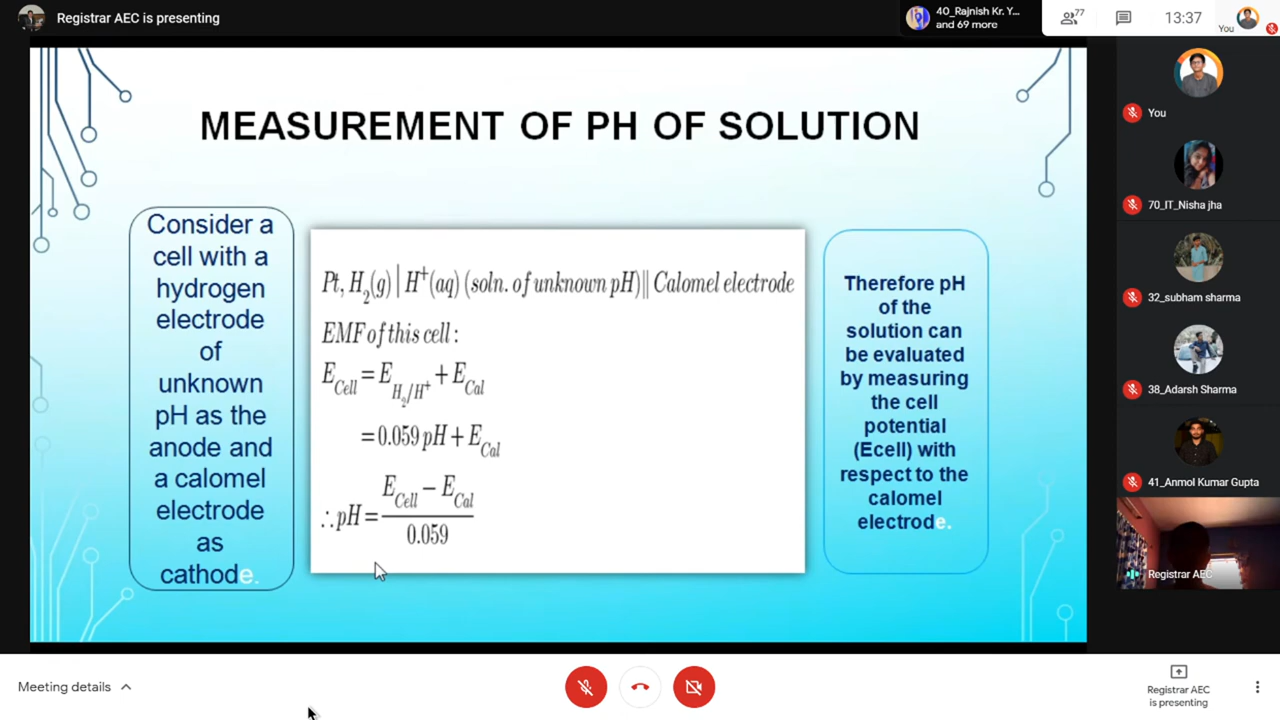 Registrar AEC is presenting
40_Rajnish Kr. Y...
and 69 more
77
13:37
You
MEASUREMENT OF PH OF SOLUTION
Consider a
cell with a
hydrogen
electrode
of
unknown
pH as the
anode and
a calomel
electrode
as
cathode.
Pt, H₂(g) | H⁺(aq) (soln. of unknown pH) || Calomel electrode
EMF of this cell :
E_Cell = E_H₂/H⁺ + E_Cal
= 0.059 pH + E_Cal
∴ pH = (E_Cell − E_Cal) / 0.059
Therefore pH
of the
solution can
be evaluated
by measuring
the cell
potential
(Ecell) with
respect to the
calomel
electrode.
You
70_IT_Nisha jha
32_subham sharma
38_Adarsh Sharma
41_Anmol Kumar Gupta
Registrar AEC
Meeting details
Registrar AEC
is presenting